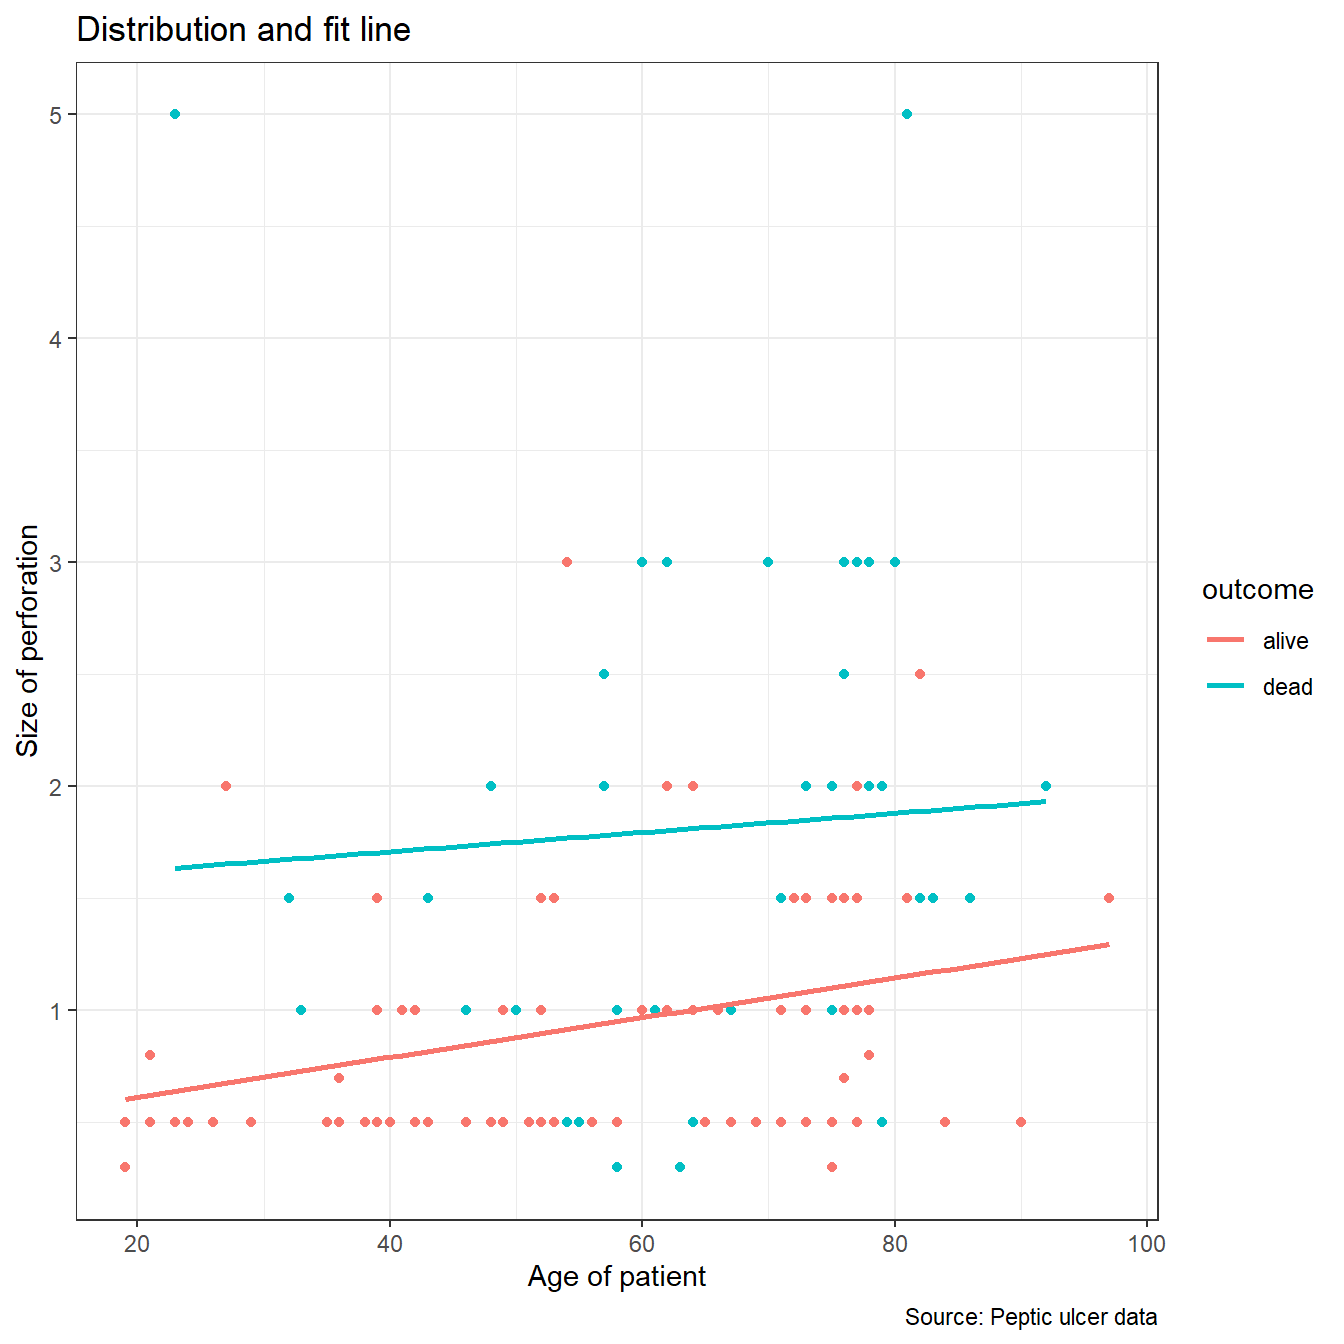 Distribution and fit line
5
4
3
2
1
Size of perforation
20 40 60 80 100
Age of patient
outcome
alive
dead
Source: Peptic ulcer data